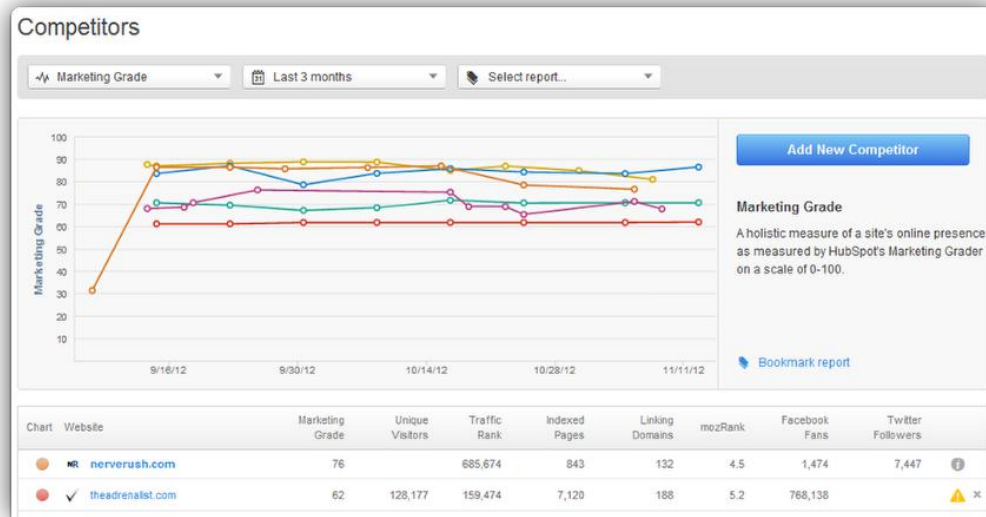 Competitors
Marketing Grade
Last 3 months
Select report...
Marketing Grade
100
90
80
70
60
50
40
30
20
10
9/16/12
9/30/12
10/14/12
10/28/12
11/11/12
Add New Competitor
Marketing Grade
A holistic measure of a site's online presence
as measured by HubSpot's Marketing Grader
on a scale of 0-100.
Bookmark report
Chart Website Marketing Grade Unique Visitors Traffic Rank Indexed Pages Linking Domains mozRank Facebook Fans Twitter Followers
NR nerverush.com 76 685,674 843 132 4.5 1,474 7,447
theadrenalist.com 62 128,177 159,474 7,120 188 5.2 768,138